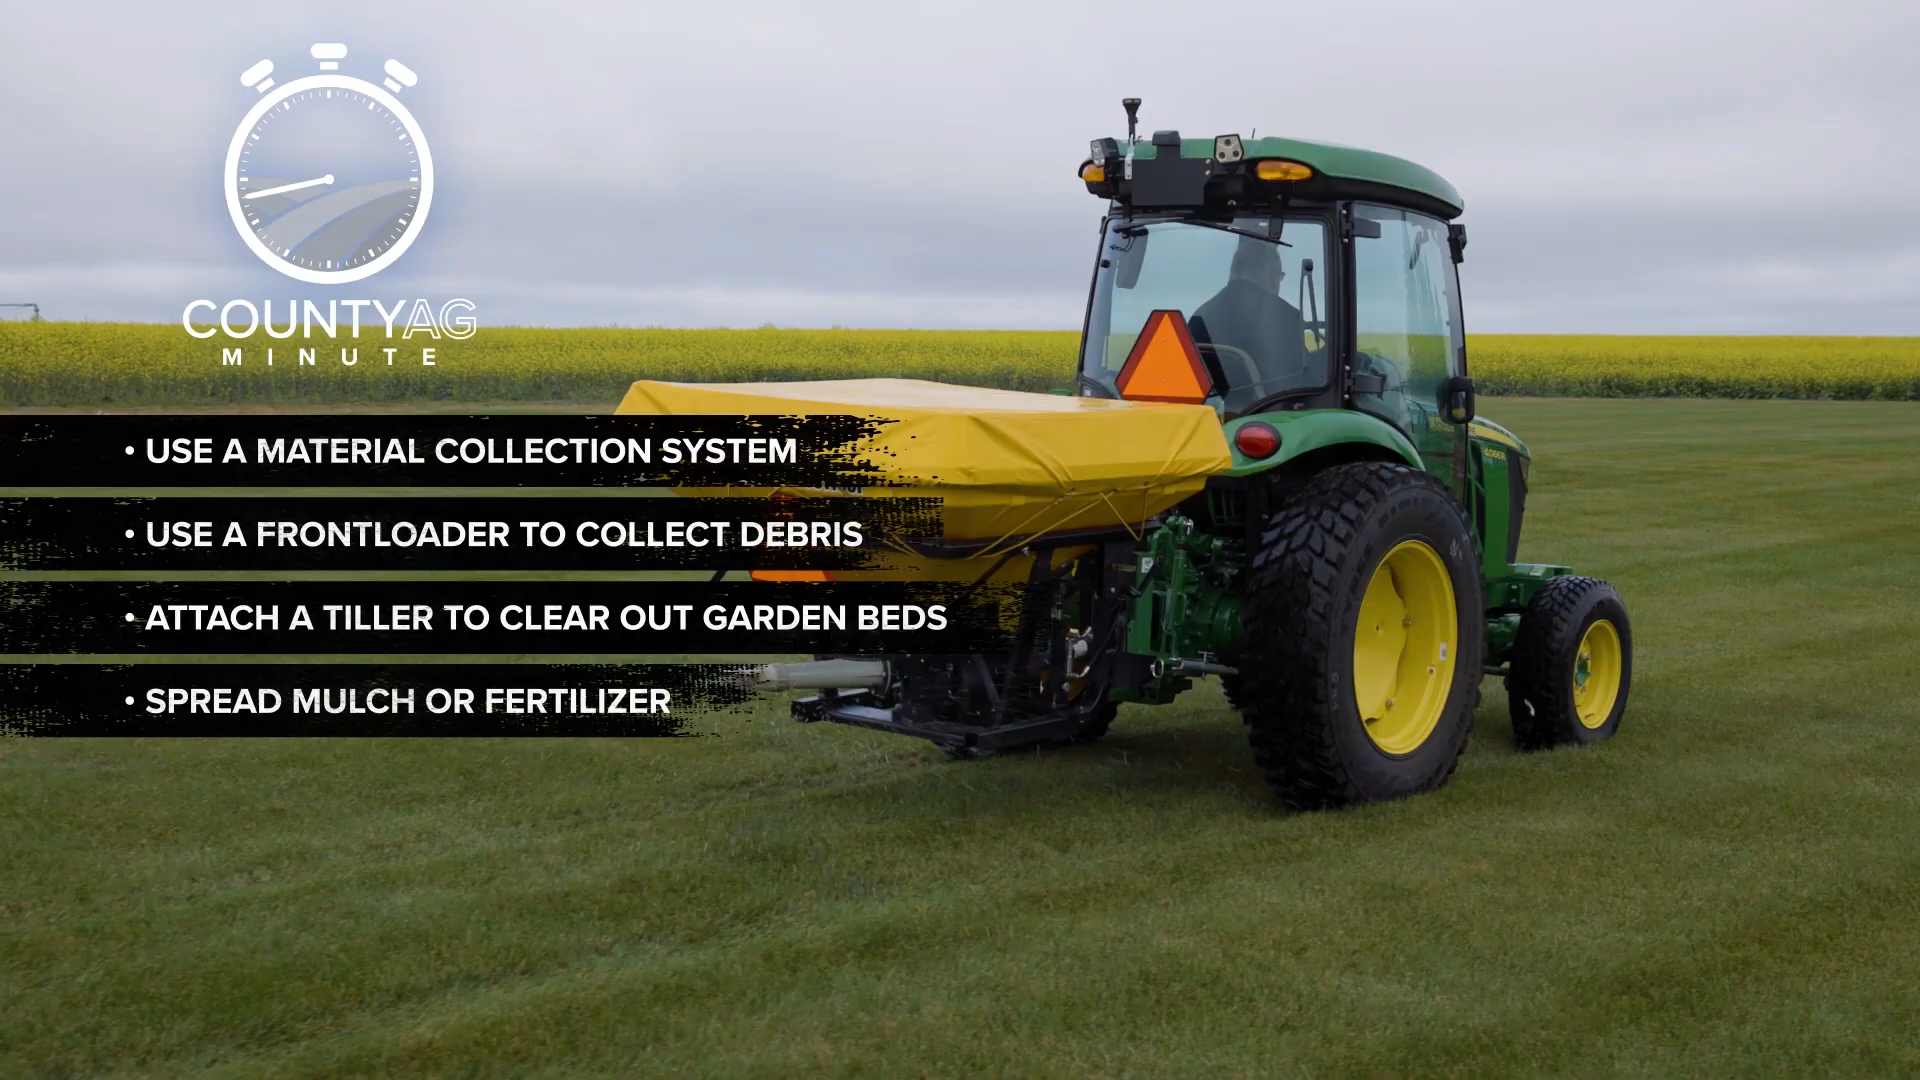 COUNTYAG
MINUTE
• USE A MATERIAL COLLECTION SYSTEM
• USE A FRONTLOADER TO COLLECT DEBRIS
• ATTACH A TILLER TO CLEAR OUT GARDEN BEDS
• SPREAD MULCH OR FERTILIZER
4066R